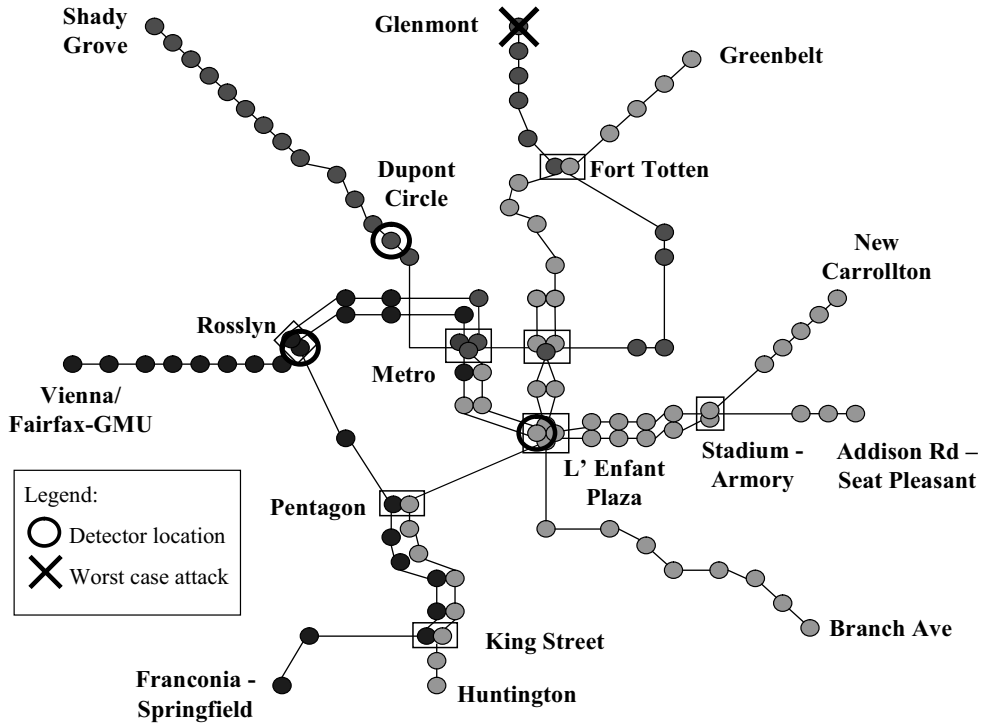 Shady
Grove
Glenmont
Greenbelt
Dupont
Circle
Fort Totten
New
Carrollton
Rosslyn
Metro
Vienna/
Fairfax-GMU
L’ Enfant
Plaza
Stadium -
Armory
Addison Rd –
Seat Pleasant
Legend:
Detector location
Worst case attack
Pentagon
King Street
Branch Ave
Franconia -
Springfield
Huntington